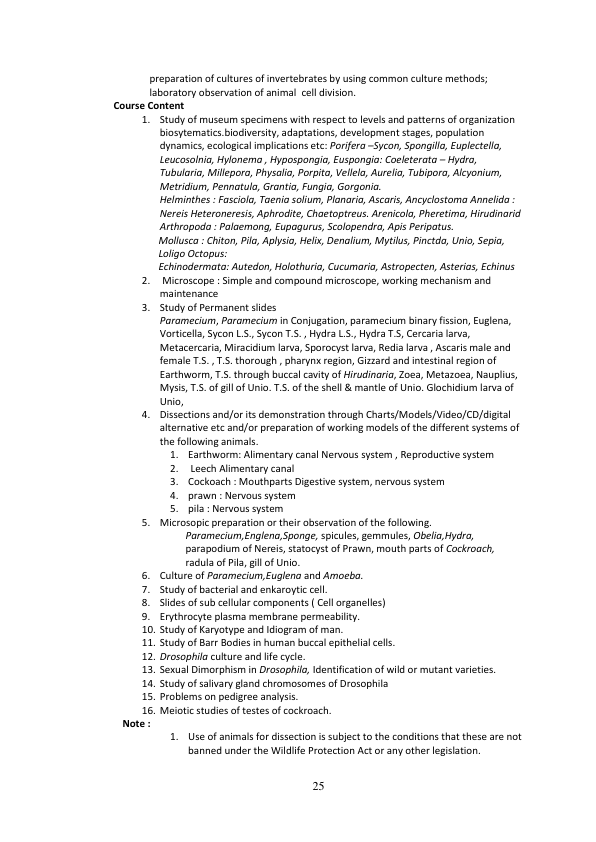 preparation of cultures of invertebrates by using common culture methods;
laboratory observation of animal  cell division.
Course Content
1. Study of museum specimens with respect to levels and patterns of organization
biosytematics.biodiversity, adaptations, development stages, population
dynamics, ecological implications etc: Porifera –Sycon, Spongilla, Euplectella,
Leucosolnia, Hylonema , Hypospongia, Euspongia: Coeleterata – Hydra,
Tubularia, Millepora, Physalia, Porpita, Vellela, Aurelia, Tubipora, Alcyonium,
Metridium, Pennatula, Grantia, Fungia, Gorgonia.
Helminthes : Fasciola, Taenia solium, Planaria, Ascaris, Ancyclostoma Annelida :
Nereis Heteroneresis, Aphrodite, Chaetoptreus. Arenicola, Pheretima, Hirudinarid
Arthropoda : Palaemong, Eupagurus, Scolopendra, Apis Peripatus.
Mollusca : Chiton, Pila, Aplysia, Helix, Denalium, Mytilus, Pinctda, Unio, Sepia,
Loligo Octopus:
Echinodermata: Autedon, Holothuria, Cucumaria, Astropecten, Asterias, Echinus
2. Microscope : Simple and compound microscope, working mechanism and
maintenance
3. Study of Permanent slides
Paramecium, Paramecium in Conjugation, paramecium binary fission, Euglena,
Vorticella, Sycon L.S., Sycon T.S. , Hydra L.S., Hydra T.S, Cercaria larva,
Metacercaria, Miracidium larva, Sporocyst larva, Redia larva , Ascaris male and
female T.S. , T.S. thorough , pharynx region, Gizzard and intestinal region of
Earthworm, T.S. through buccal cavity of Hirudinaria, Zoea, Metazoea, Nauplius,
Mysis, T.S. of gill of Unio. T.S. of the shell & mantle of Unio. Glochidium larva of
Unio,
4. Dissections and/or its demonstration through Charts/Models/Video/CD/digital
alternative etc and/or preparation of working models of the different systems of
the following animals.
1. Earthworm: Alimentary canal Nervous system , Reproductive system
2. Leech Alimentary canal
3. Cockoach : Mouthparts Digestive system, nervous system
4. prawn : Nervous system
5. pila : Nervous system
5. Microsopic preparation or their observation of the following.
Paramecium,Englena,Sponge, spicules, gemmules, Obelia,Hydra,
parapodium of Nereis, statocyst of Prawn, mouth parts of Cockroach,
radula of Pila, gill of Unio.
6. Culture of Paramecium,Euglena and Amoeba.
7. Study of bacterial and enkaroytic cell.
8. Slides of sub cellular components ( Cell organelles)
9. Erythrocyte plasma membrane permeability.
10. Study of Karyotype and Idiogram of man.
11. Study of Barr Bodies in human buccal epithelial cells.
12. Drosophila culture and life cycle.
13. Sexual Dimorphism in Drosophila, Identification of wild or mutant varieties.
14. Study of salivary gland chromosomes of Drosophila
15. Problems on pedigree analysis.
16. Meiotic studies of testes of cockroach.
Note :
1. Use of animals for dissection is subject to the conditions that these are not
banned under the Wildlife Protection Act or any other legislation.
25